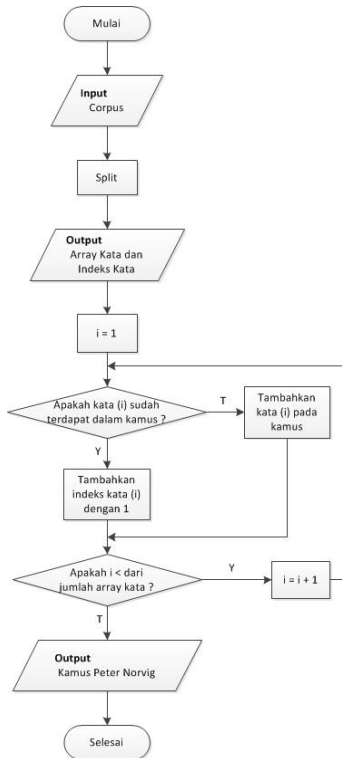 Mulai
Input
Corpus
Split
Output
Array Kata dan
Indeks Kata
i = 1
Apakah kata (i) sudah
terdapat dalam kamus ?
T
Tambahkan
kata (i) pada
kamus
Y
Tambahkan
indeks kata (i)
dengan 1
Apakah i < dari
jumlah array kata ?
Y
i = i + 1
T
Output
Kamus Peter Norvig
Selesai